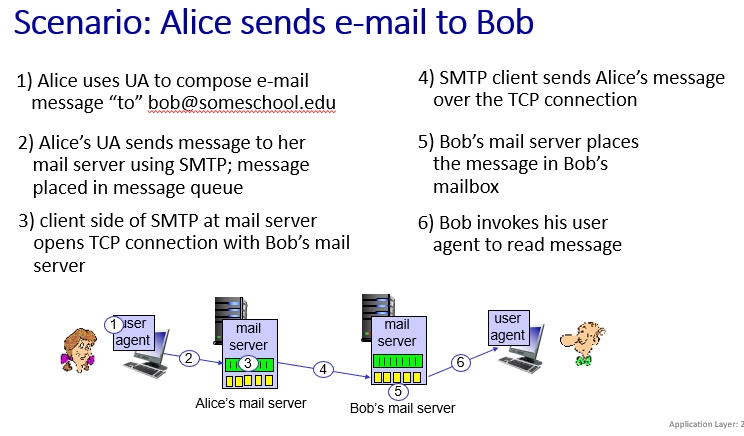 Scenario: Alice sends e-mail to Bob
1) Alice uses UA to compose e-mail
message “to” bob@someschool.edu
2) Alice’s UA sends message to her
mail server using SMTP; message
placed in message queue
3) client side of SMTP at mail server
opens TCP connection with Bob’s mail
server
4) SMTP client sends Alice’s message
over the TCP connection
5) Bob’s mail server places
the message in Bob’s
mailbox
6) Bob invokes his user
agent to read message
1
user
agent
2
mail
server
3
4
mail
server
5
6
user
agent
Alice’s mail server
Bob’s mail server
Application Layer: 2